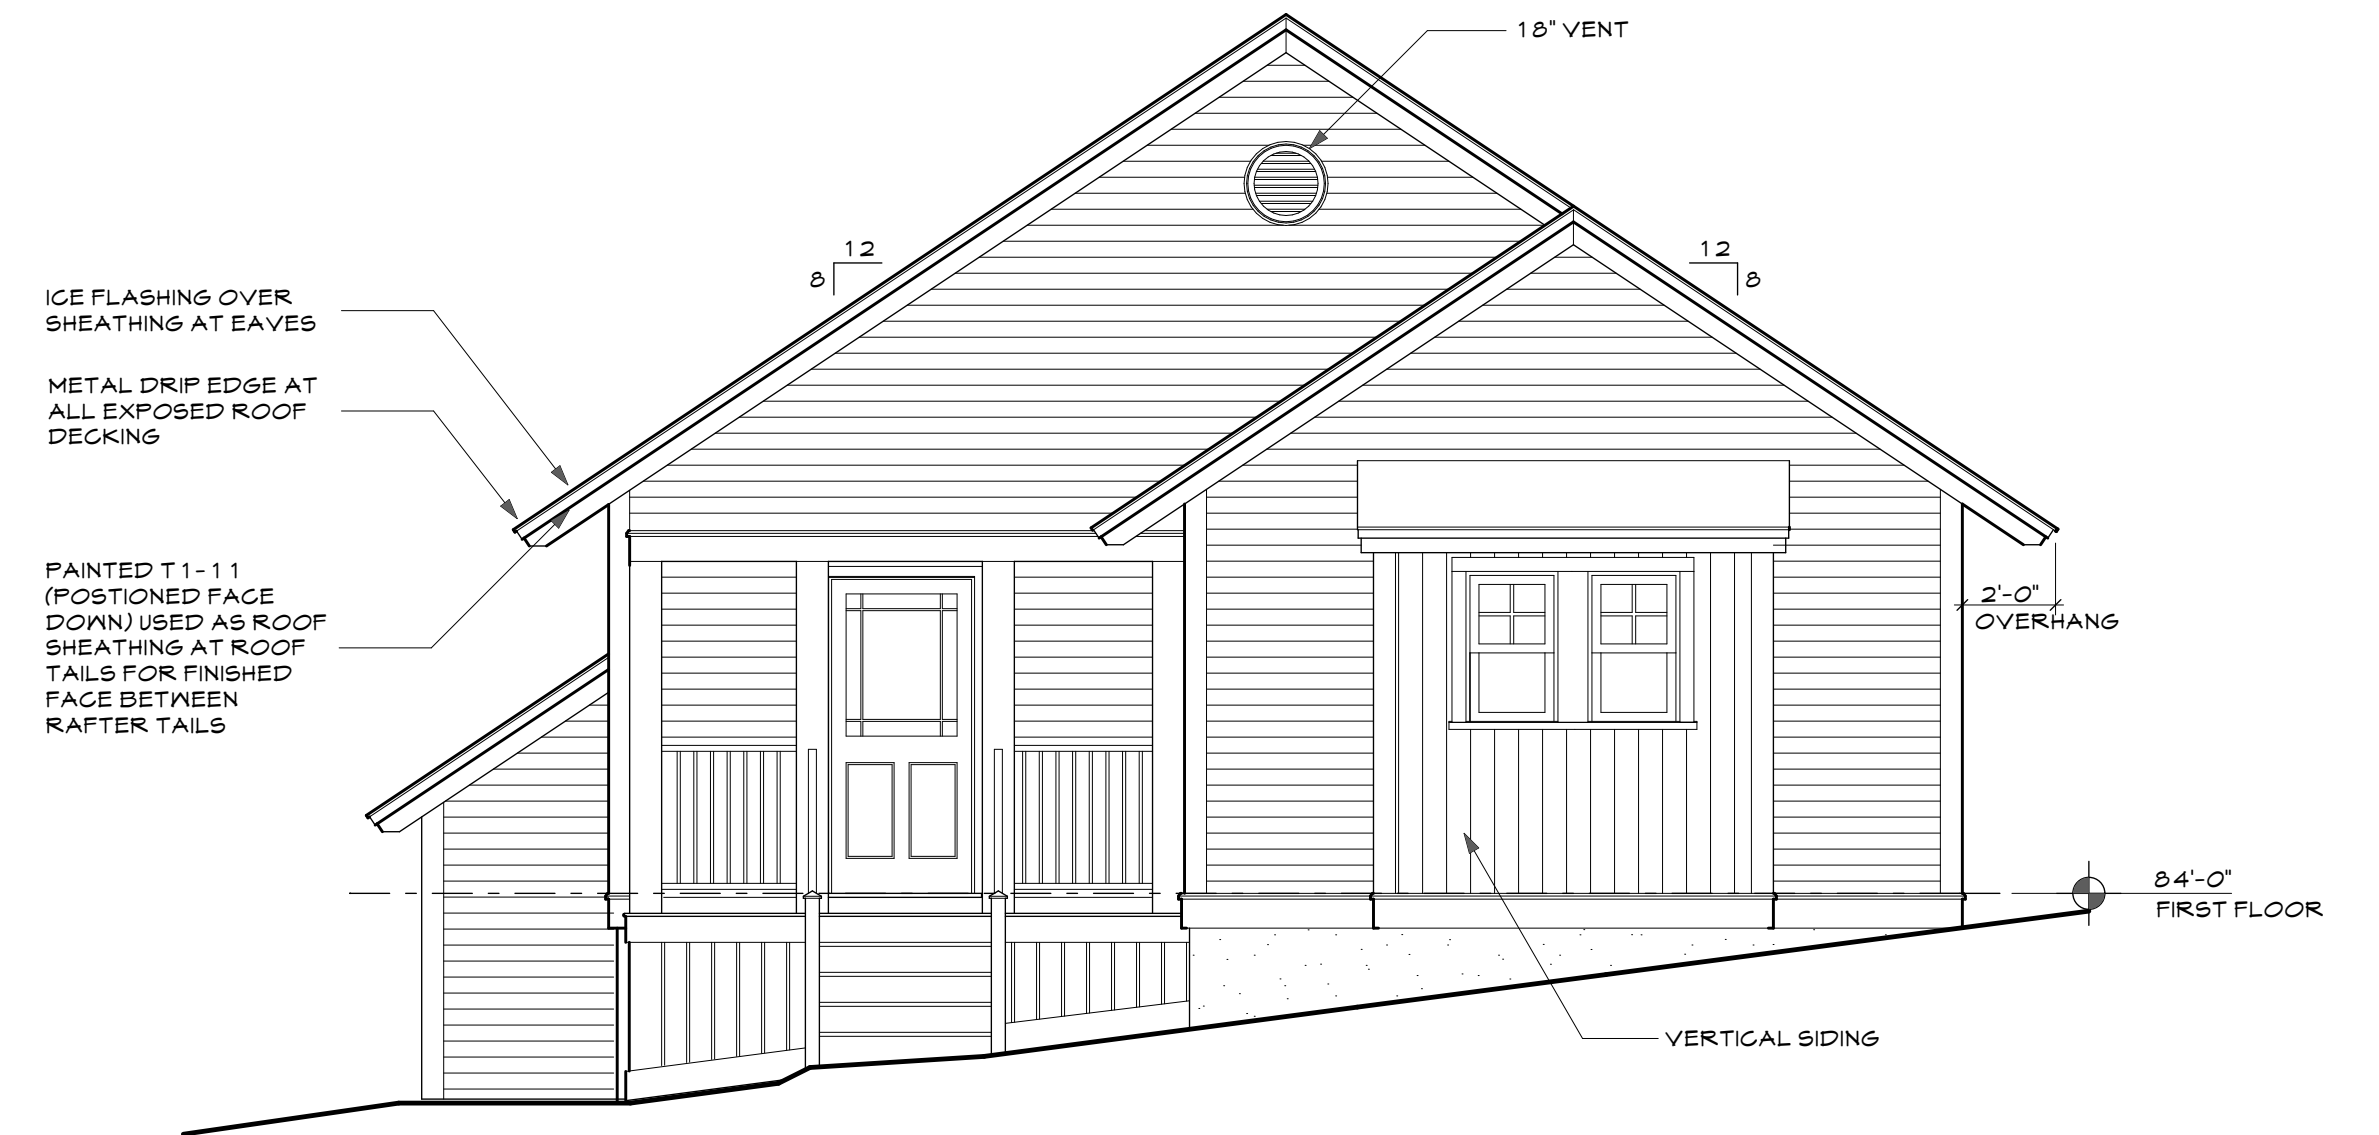 18" VENT
12
8
12
8
ICE FLASHING OVER
SHEATHING AT EAVES
METAL DRIP EDGE AT
ALL EXPOSED ROOF
DECKING
PAINTED T1-11
(POSTIONED FACE
DOWN) USED AS ROOF
SHEATHING AT ROOF
TAILS FOR FINISHED
FACE BETWEEN
RAFTER TAILS
2'-0"
OVERHANG
84'-0"
FIRST FLOOR
VERTICAL SIDING